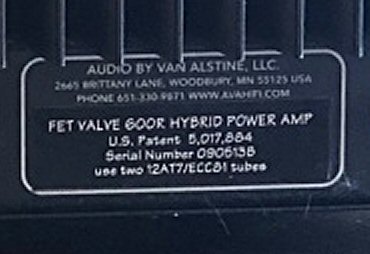 AUDIO BY VAN ALSTINE, LLC.
2665 BRITTANY LANE, WOODBURY, MN 55125 USA
PHONE 651-330-9871 WWW.AVAHIFI.COM
FET VALVE 600R HYBRID POWER AMP
U.S. Patent 5,017,884
Serial Number 0905138
use two 12AT7/ECC81 tubes